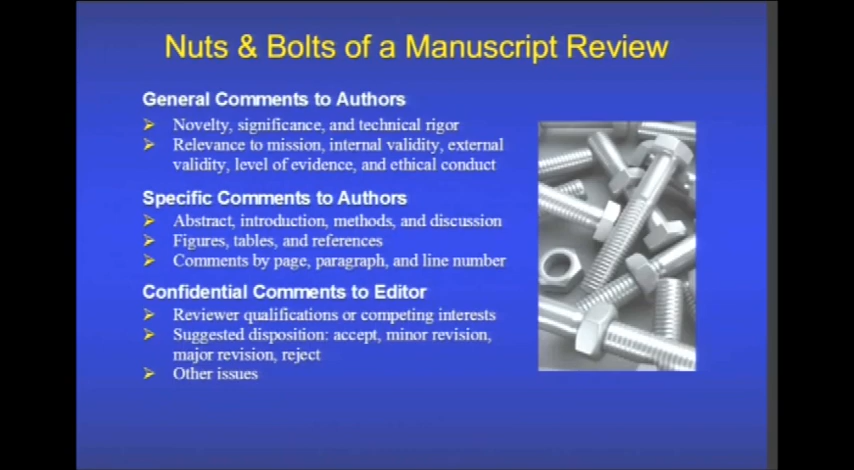 Nuts & Bolts of a Manuscript Review
General Comments to Authors
Novelty, significance, and technical rigor
Relevance to mission, internal validity, external
validity, level of evidence, and ethical conduct
Specific Comments to Authors
Abstract, introduction, methods, and discussion
Figures, tables, and references
Comments by page, paragraph, and line number
Confidential Comments to Editor
Reviewer qualifications or competing interests
Suggested disposition: accept, minor revision,
major revision, reject
Other issues